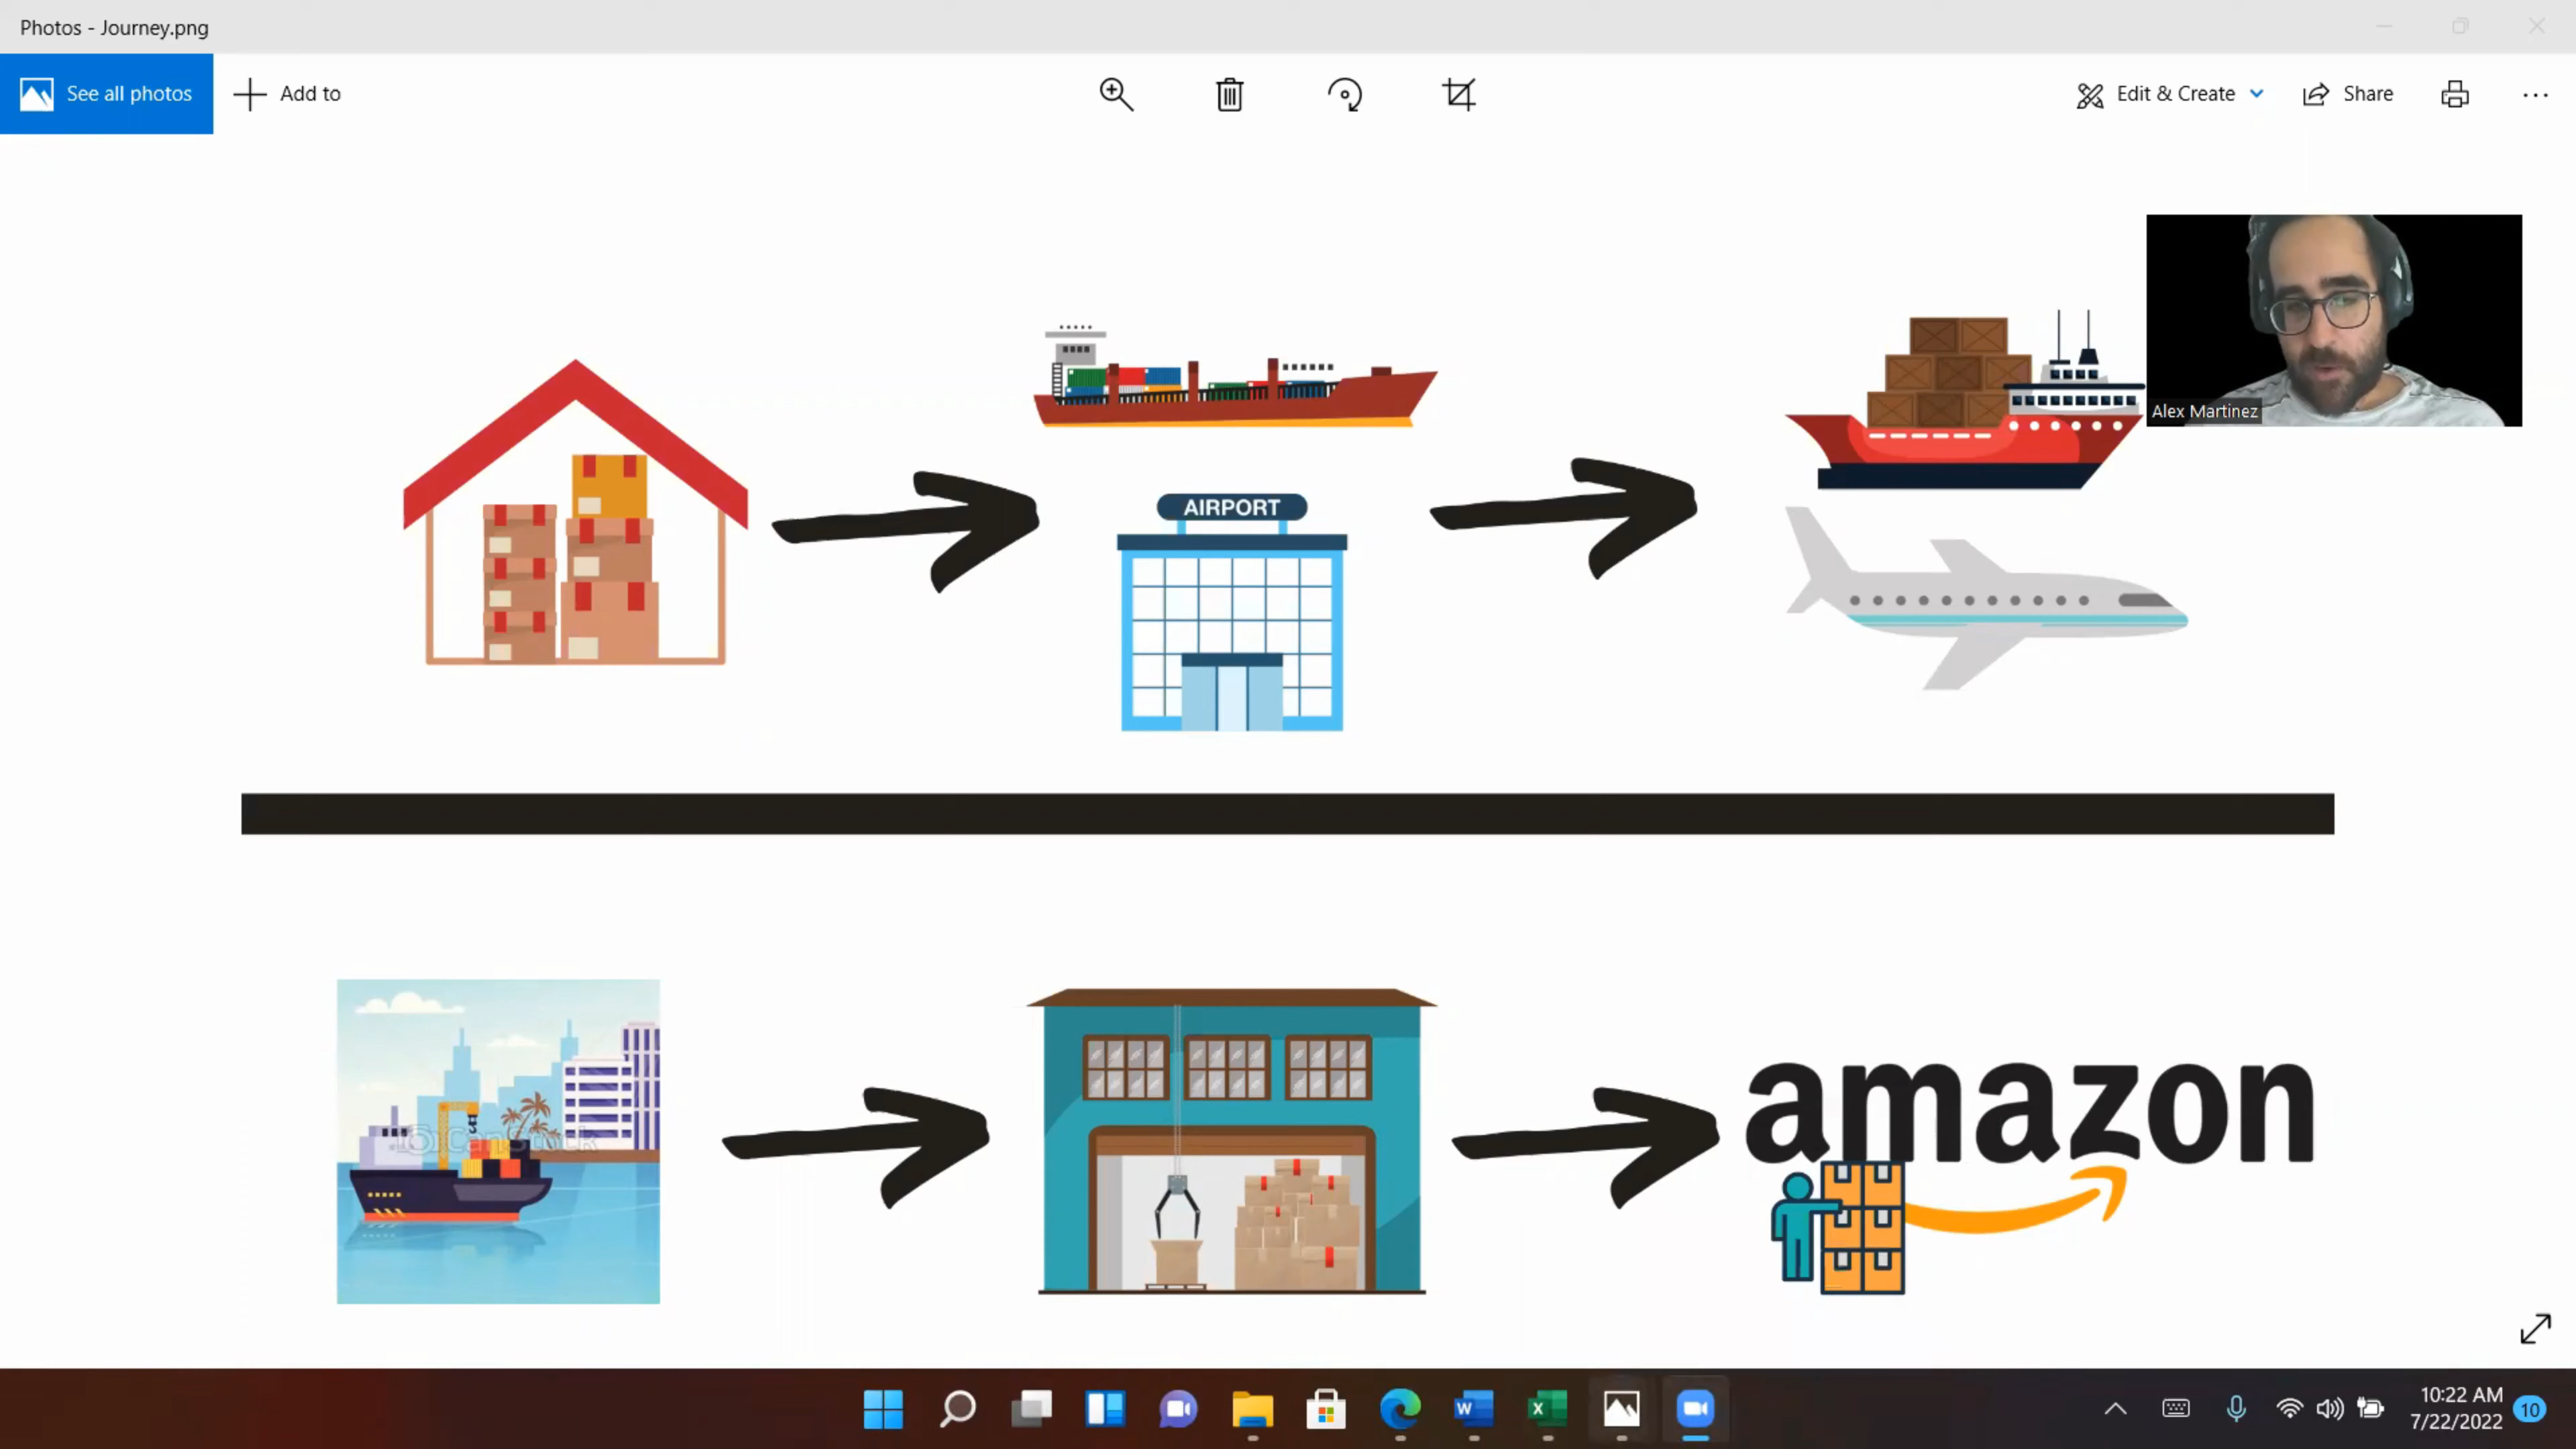 Photos - Journey.png
See all photos
Add to
Edit & Create
Share
Alex Martinez
AIRPORT
CanStock
amazon
10:22 AM
7/22/2022
10